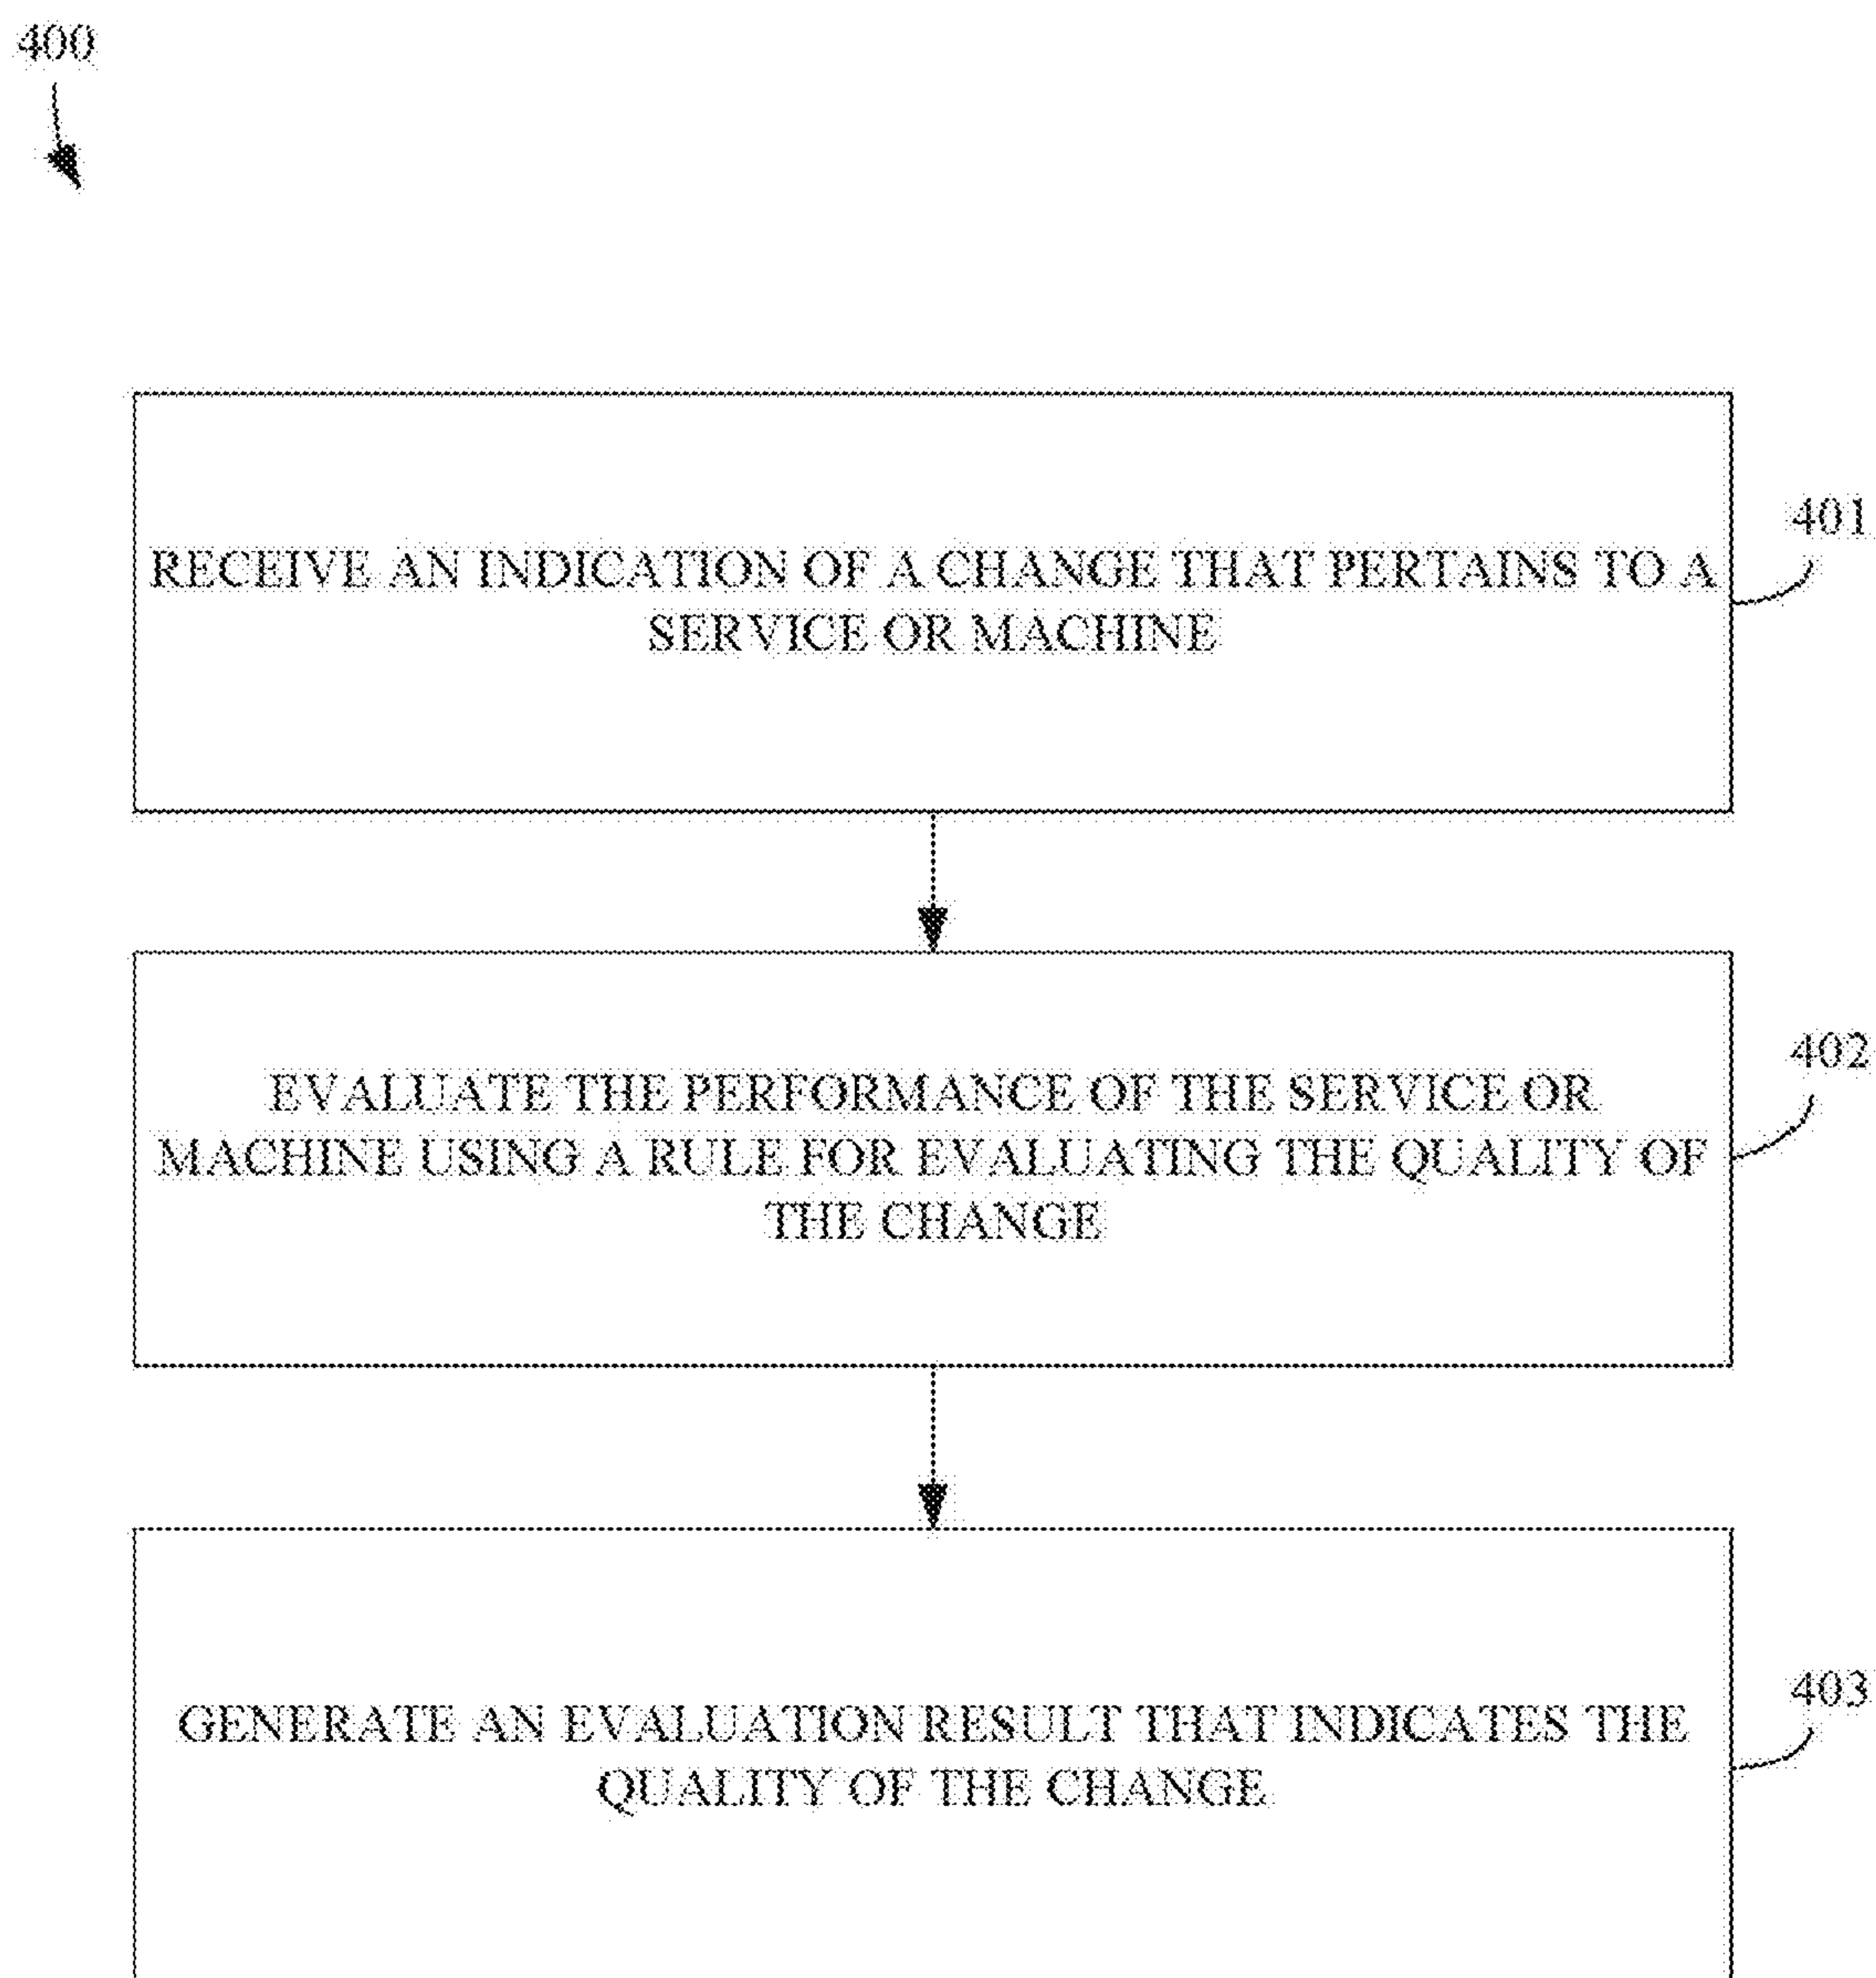 400
401
RECEIVE AN INDICATION OF A CHANGE THAT PERTAINS TO A
SERVICE OR MACHINE
402
EVALUATE THE PERFORMANCE OF THE SERVICE OR
MACHINE USING A RULE FOR EVALUATING THE QUALITY OF
THE CHANGE
403
GENERATE AN EVALUATION RESULT THAT INDICATES THE
QUALITY OF THE CHANGE